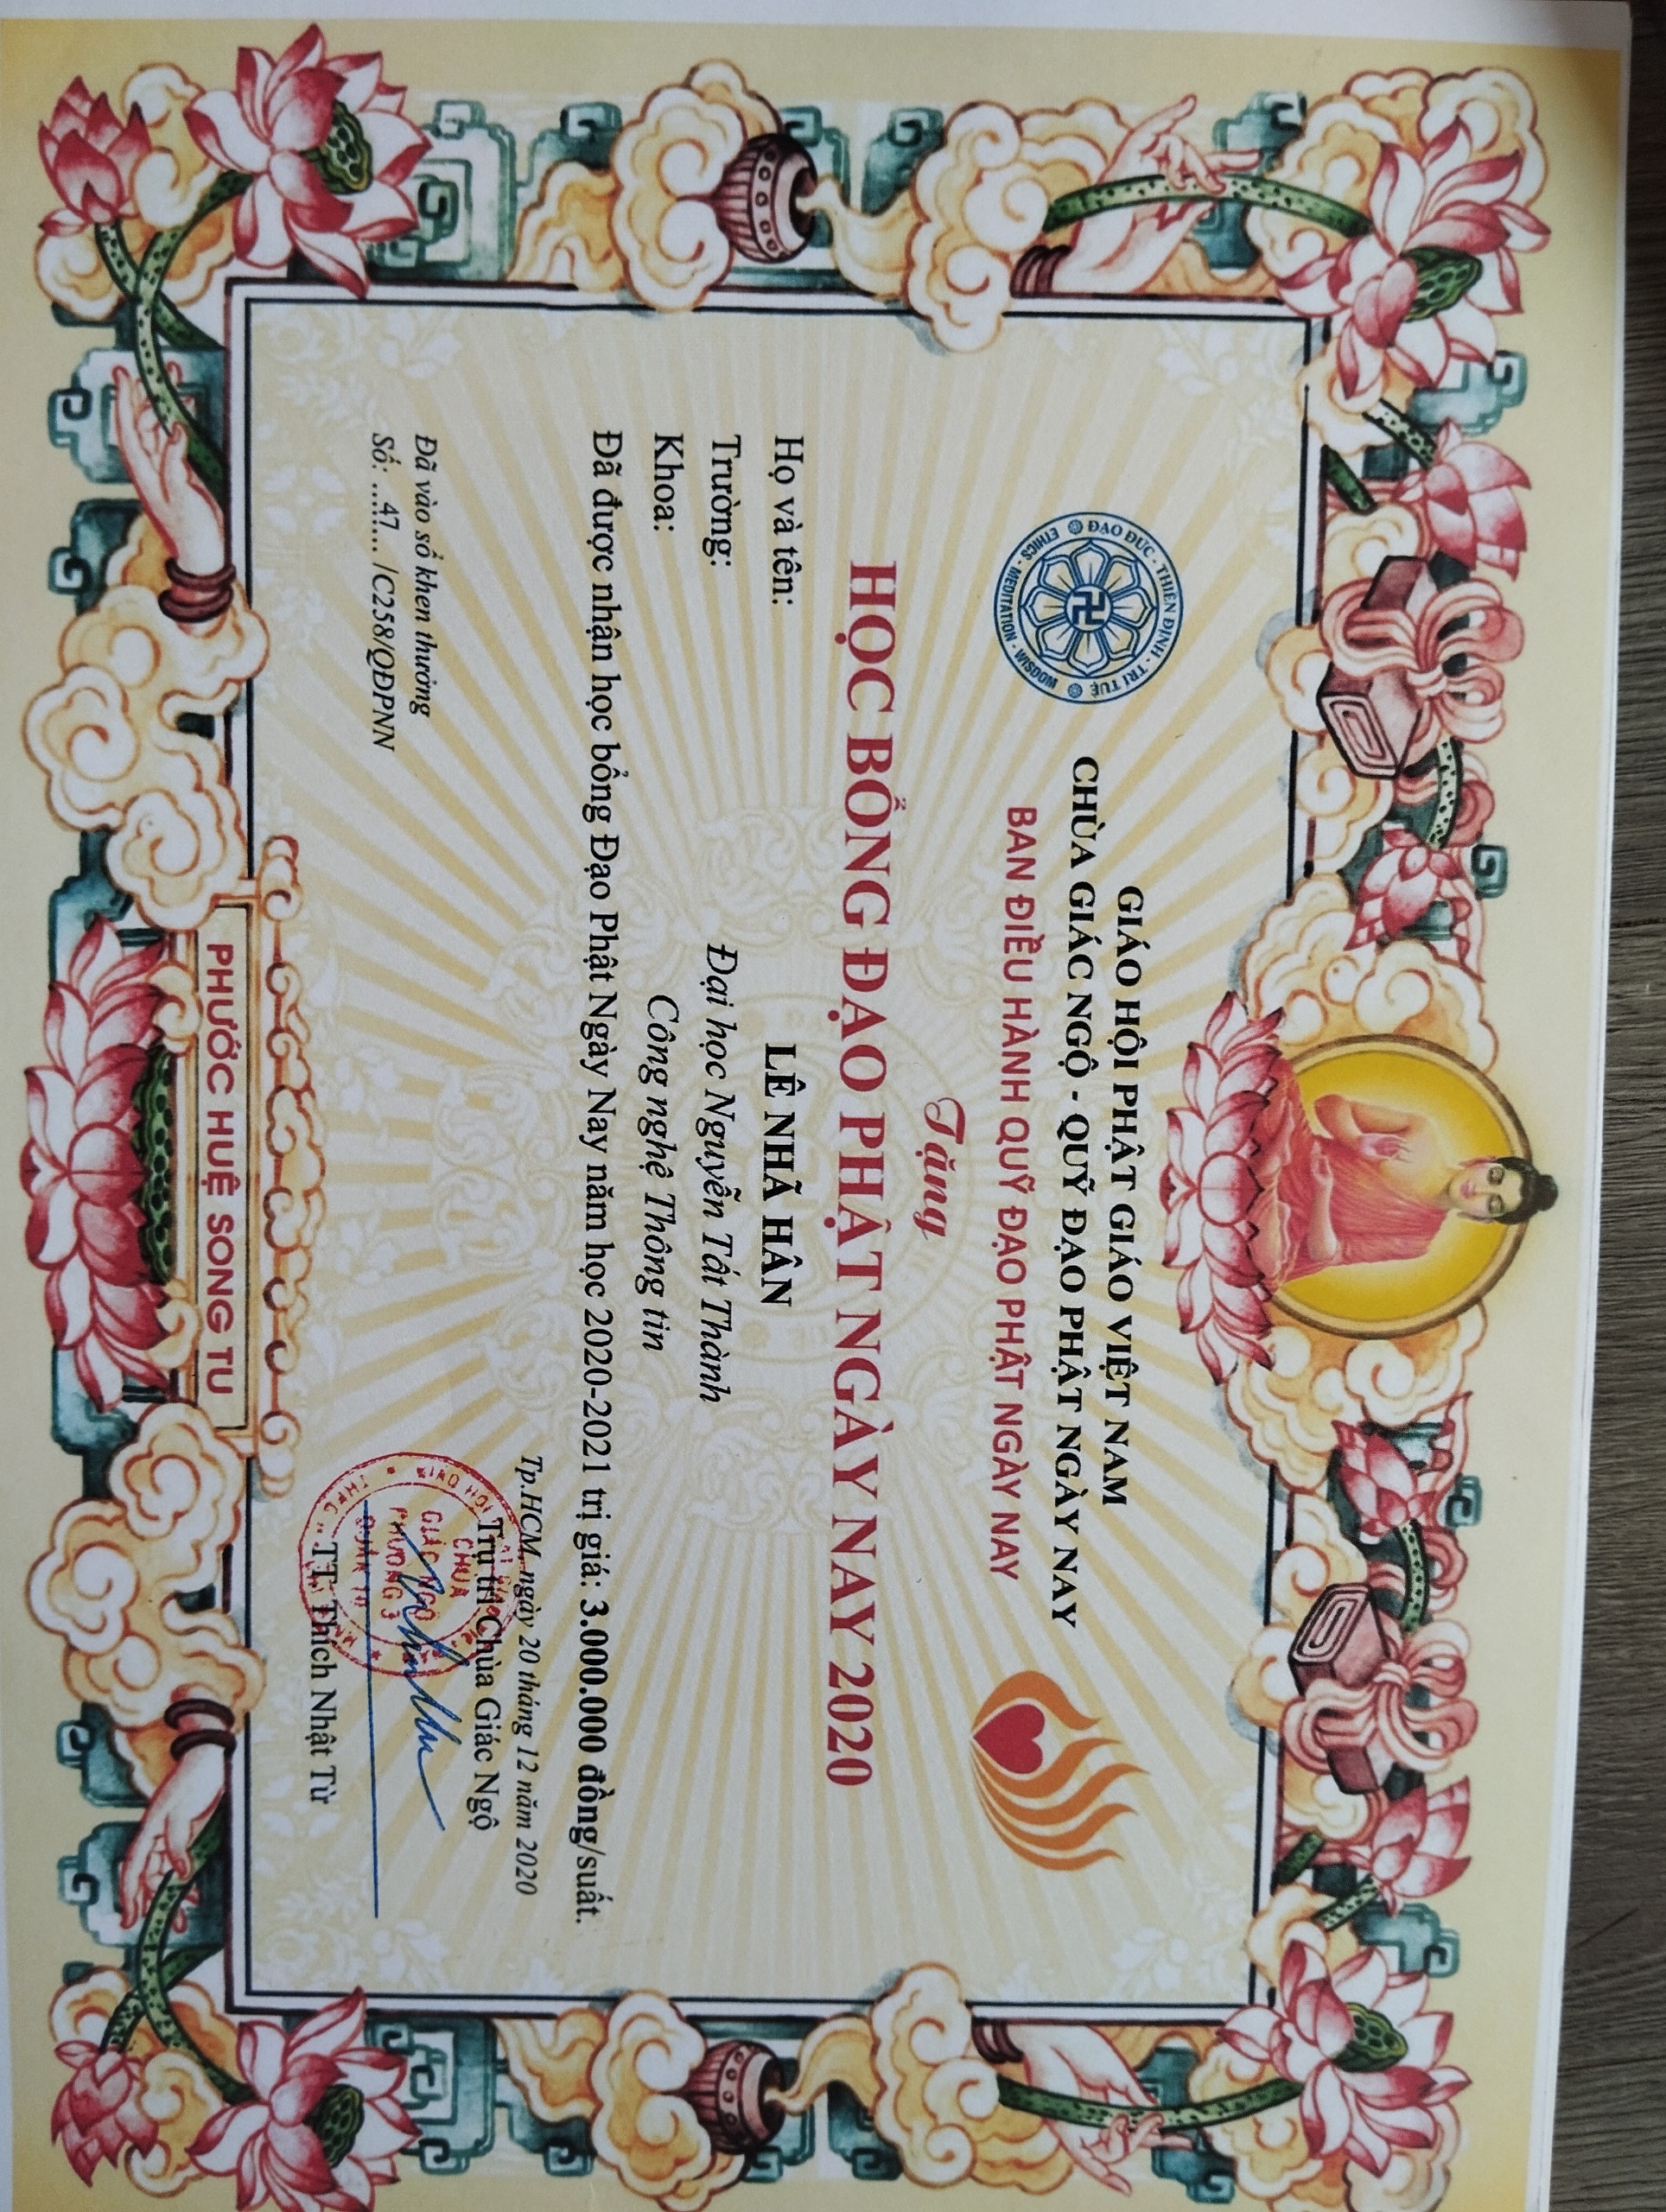 ĐẠO ĐỨC - THIỀN ĐỊNH - TRÍ TUỆ
ETHICS - MEDITATION - WISDOM
GIÁO HỘI PHẬT GIÁO VIỆT NAM
CHÙA GIÁC NGỘ - QUỸ ĐẠO PHẬT NGÀY NAY
BAN ĐIỀU HÀNH QUỸ ĐẠO PHẬT NGÀY NAY
Tặng
HỌC BỔNG ĐẠO PHẬT NGÀY NAY 2020
Họ và tên: LÊ NHÃ HÂN
Trường: Đại học Nguyễn Tất Thành
Khoa: Công nghệ Thông tin
Đã được nhận học bổng Đạo Phật Ngày Nay năm học 2020-2021 trị giá: 3.000.000 đồng/suất.
Tp.HCM, ngày 20 tháng 12 năm 2020
Trụ trì Chùa Giác Ngộ
CHÙA
GIÁC NGỘ
PHƯỜNG 3
QUẬN 10
Đã vào sổ khen thưởng
Số: ...47... /C258/QĐPNN
TT. Thích Nhật Từ
PHƯỚC HUỆ SONG TU